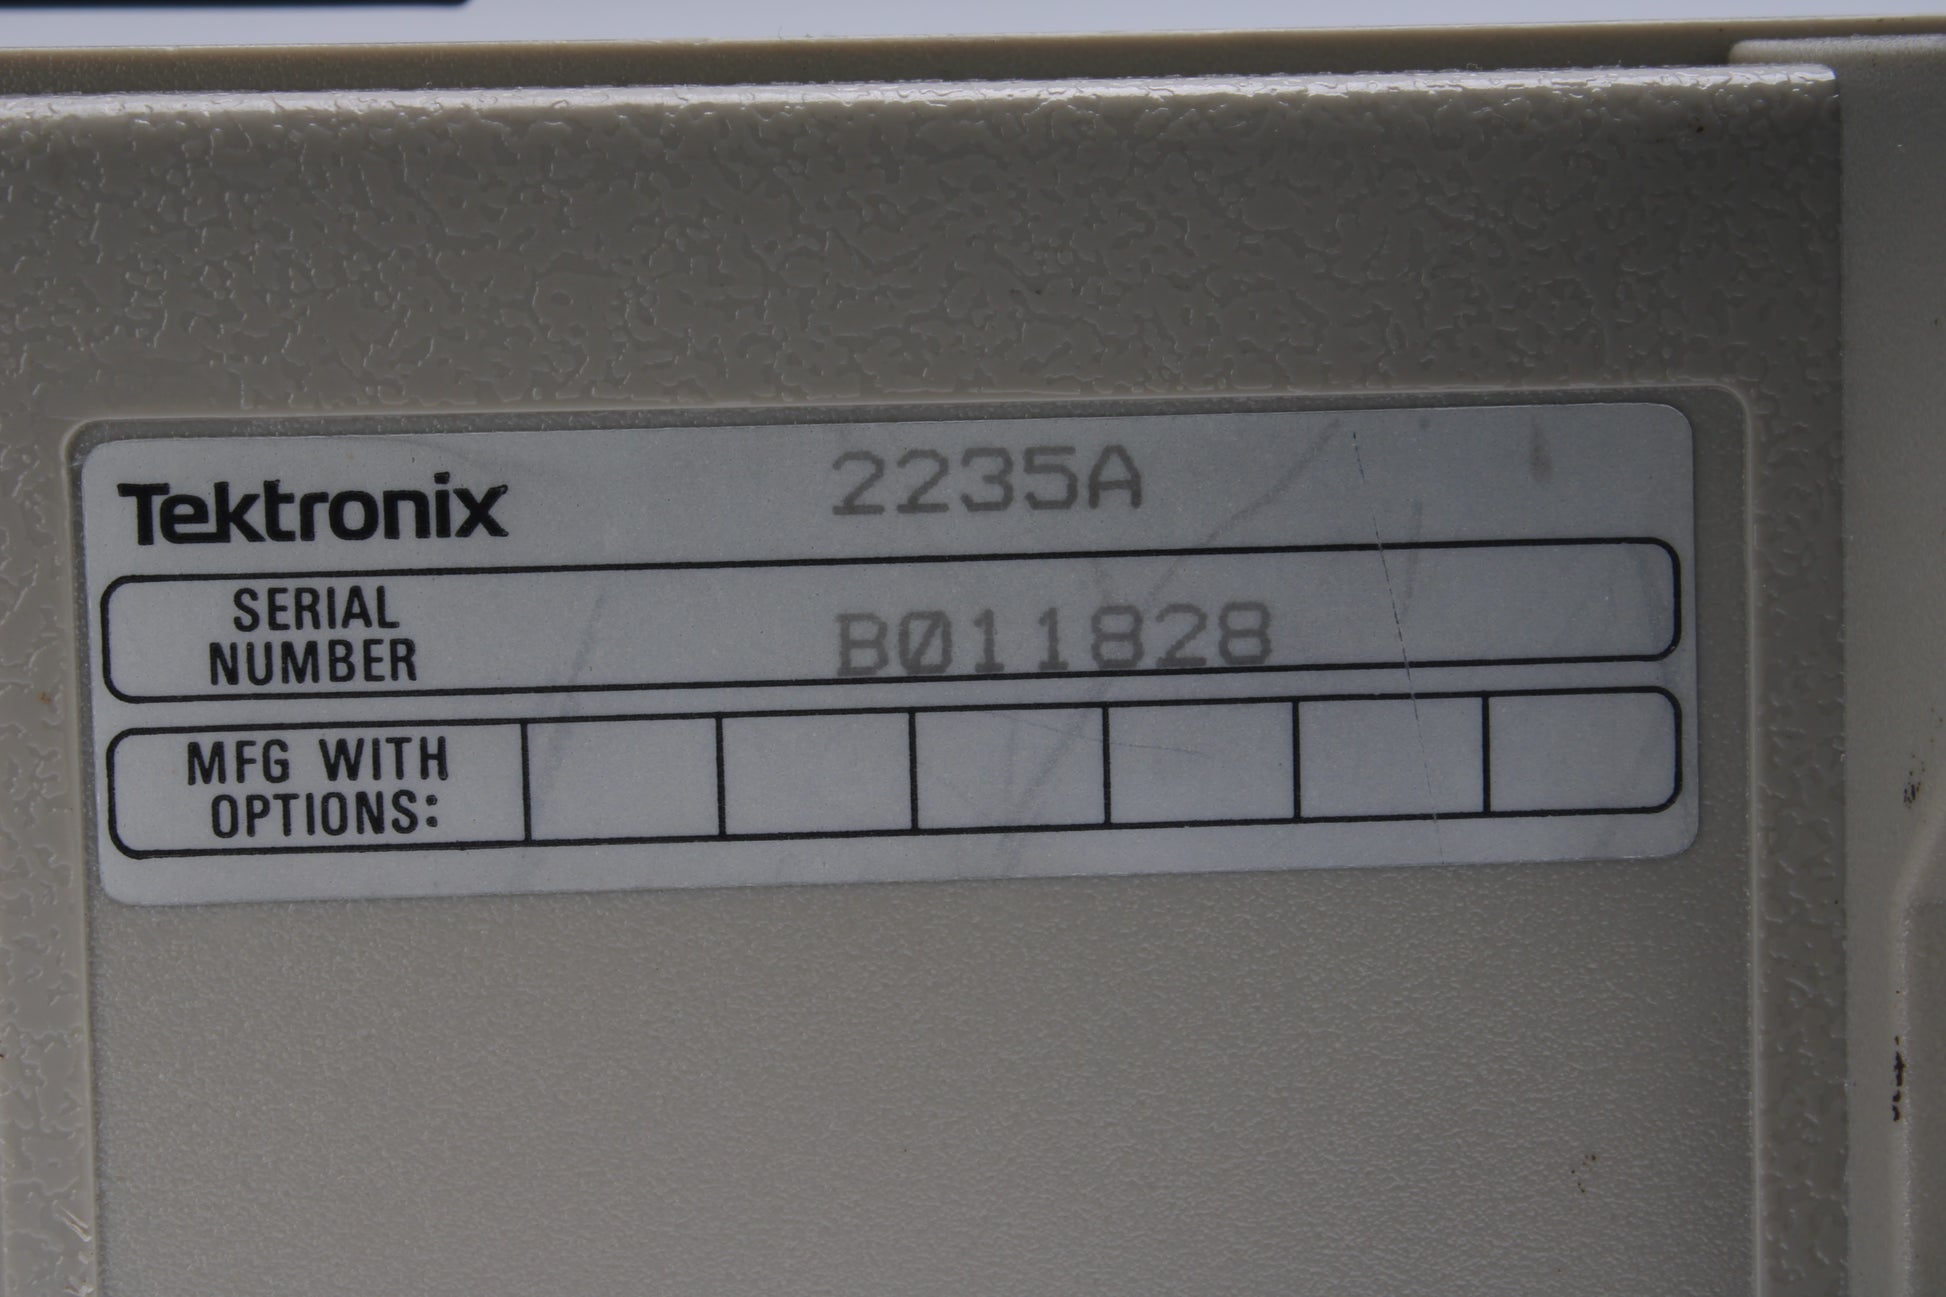 Tektronix 2235A
SERIAL
NUMBER B011828
MFG WITH
OPTIONS: